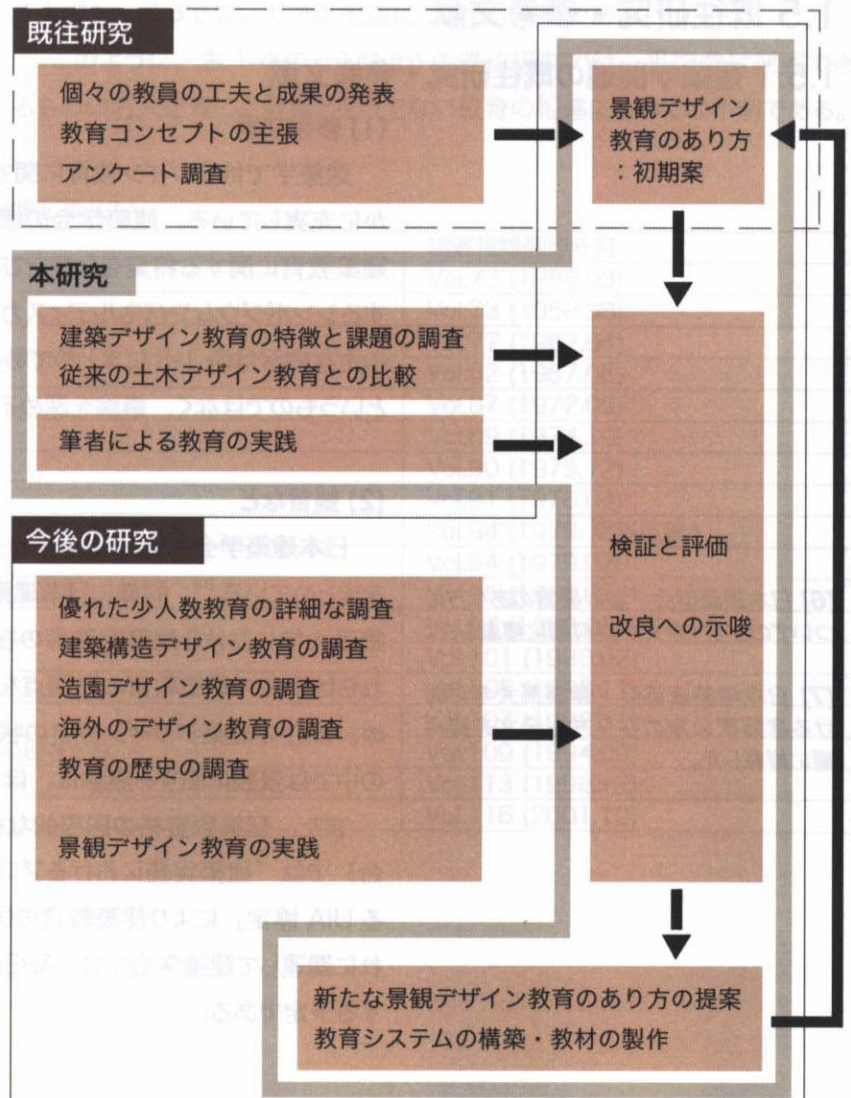 既往研究
個々の教員の工夫と成果の発表
教育コンセプトの主張
アンケート調査
景観デザイン
教育のあり方
：初期案
本研究
建築デザイン教育の特徴と課題の調査
従来の土木デザイン教育との比較
筆者による教育の実践
今後の研究
優れた少人数教育の詳細な調査
建築構造デザイン教育の調査
造園デザイン教育の調査
海外のデザイン教育の調査
教育の歴史の調査
景観デザイン教育の実践
検証と評価
改良への示唆
新たな景観デザイン教育のあり方の提案
教育システムの構築・教材の製作